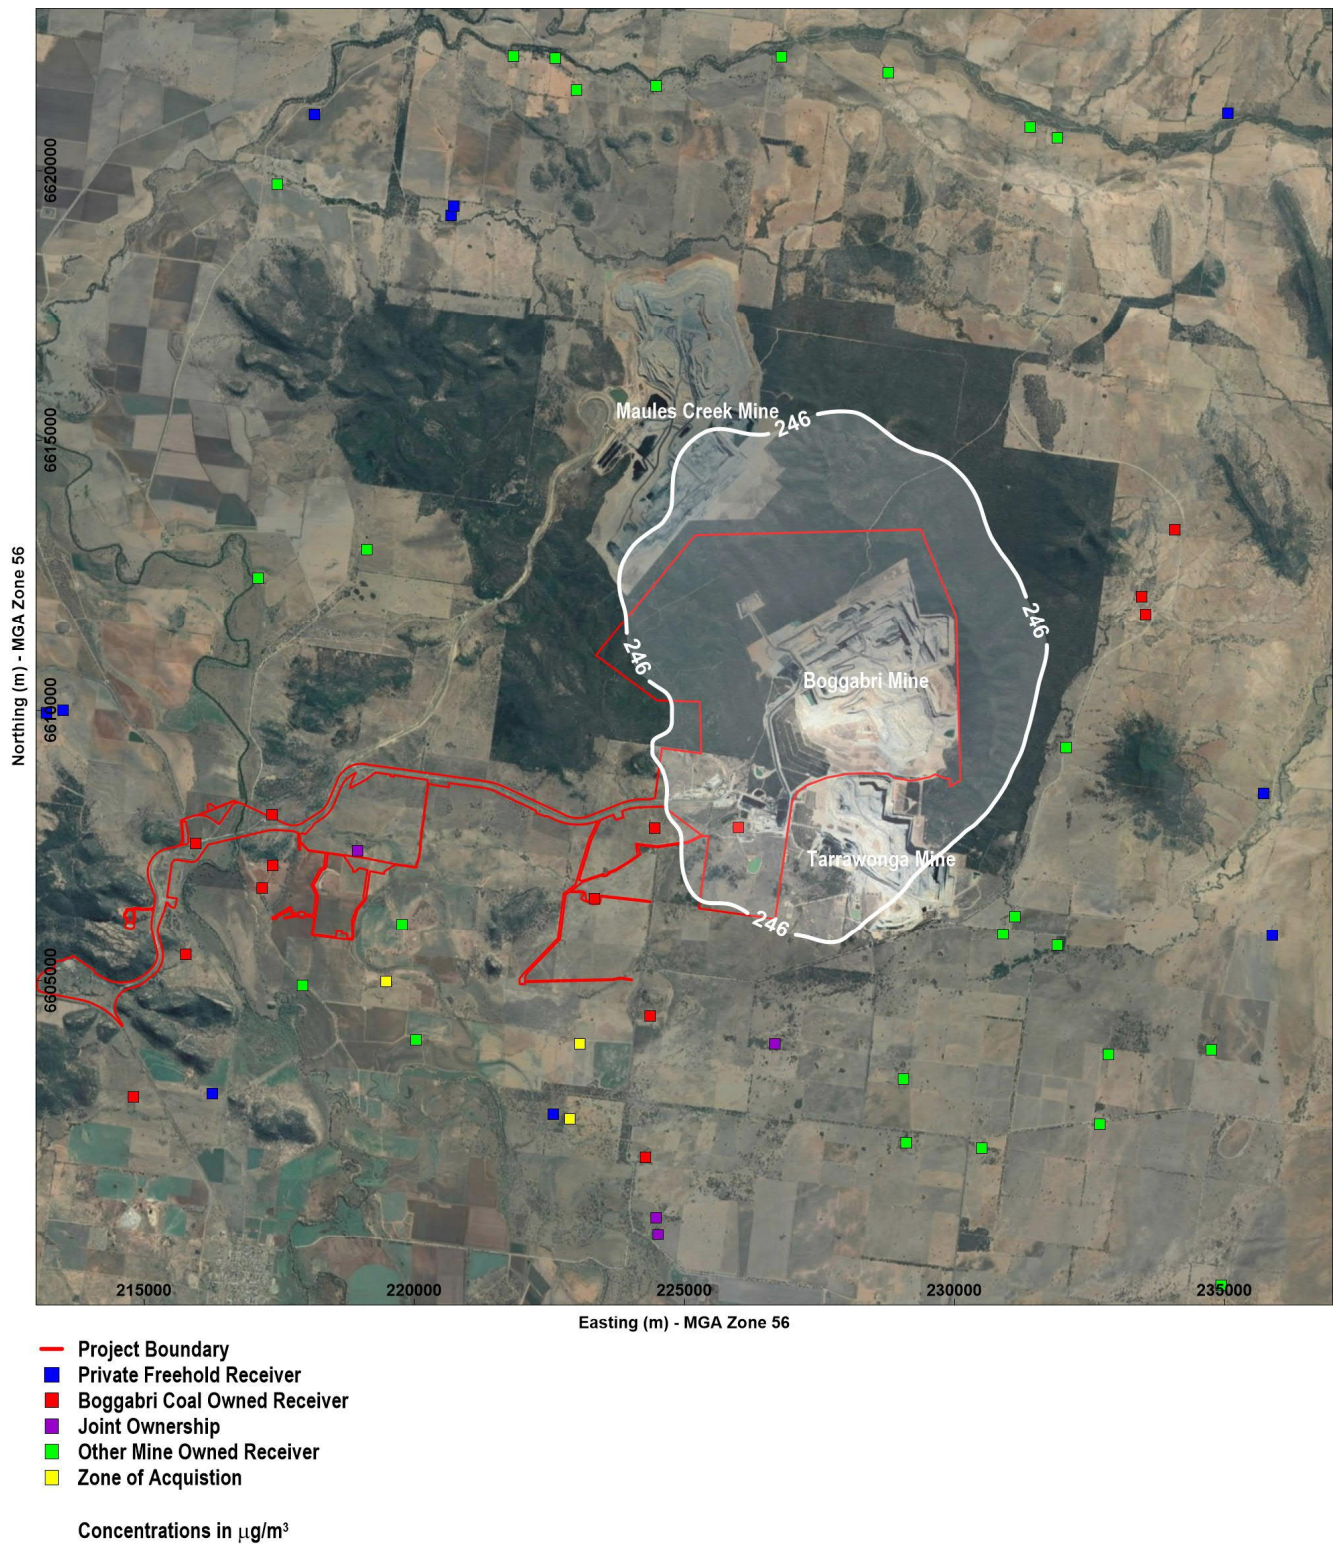 6620000
Maules Creek Mine
246
6615000
246
246
Boggabri Mine
Northing (m) - MGA Zone 56
6610000
Tarrawonga Mine
246
6605000
215000
220000
225000
230000
235000
Easting (m) - MGA Zone 56
Project Boundary
Private Freehold Receiver
Boggabri Coal Owned Receiver
Joint Ownership
Other Mine Owned Receiver
Zone of Acquistion
Concentrations in μg/m³